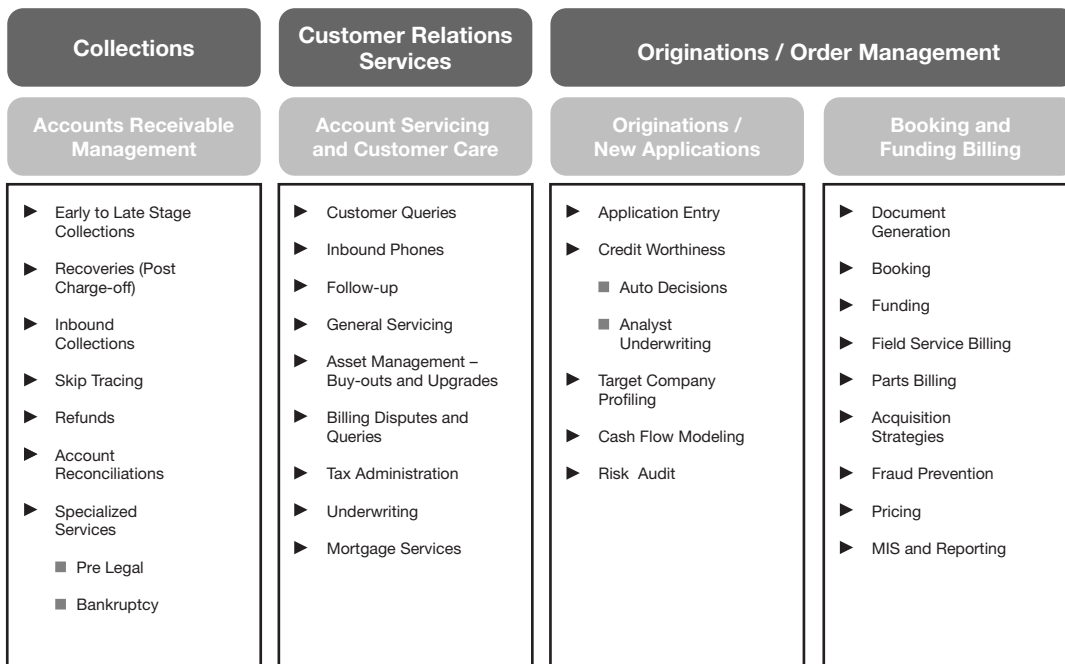 Collections
Customer Relations
Services
Originations / Order Management
Accounts Receivable
Management
Account Servicing
and Customer Care
Originations /
New Applications
Booking and
Funding Billing
► Early to Late Stage
Collections
► Recoveries (Post
Charge-off)
► Inbound
Collections
► Skip Tracing
► Refunds
► Account
Reconciliations
► Specialized
Services
■ Pre Legal
■ Bankruptcy
► Customer Queries
► Inbound Phones
► Follow-up
► General Servicing
► Asset Management –
Buy-outs and Upgrades
► Billing Disputes and
Queries
► Tax Administration
► Underwriting
► Mortgage Services
► Application Entry
► Credit Worthiness
■ Auto Decisions
■ Analyst
Underwriting
► Target Company
Profiling
► Cash Flow Modeling
► Risk Audit
► Document
Generation
► Booking
► Funding
► Field Service Billing
► Parts Billing
► Acquisition
Strategies
► Fraud Prevention
► Pricing
► MIS and Reporting